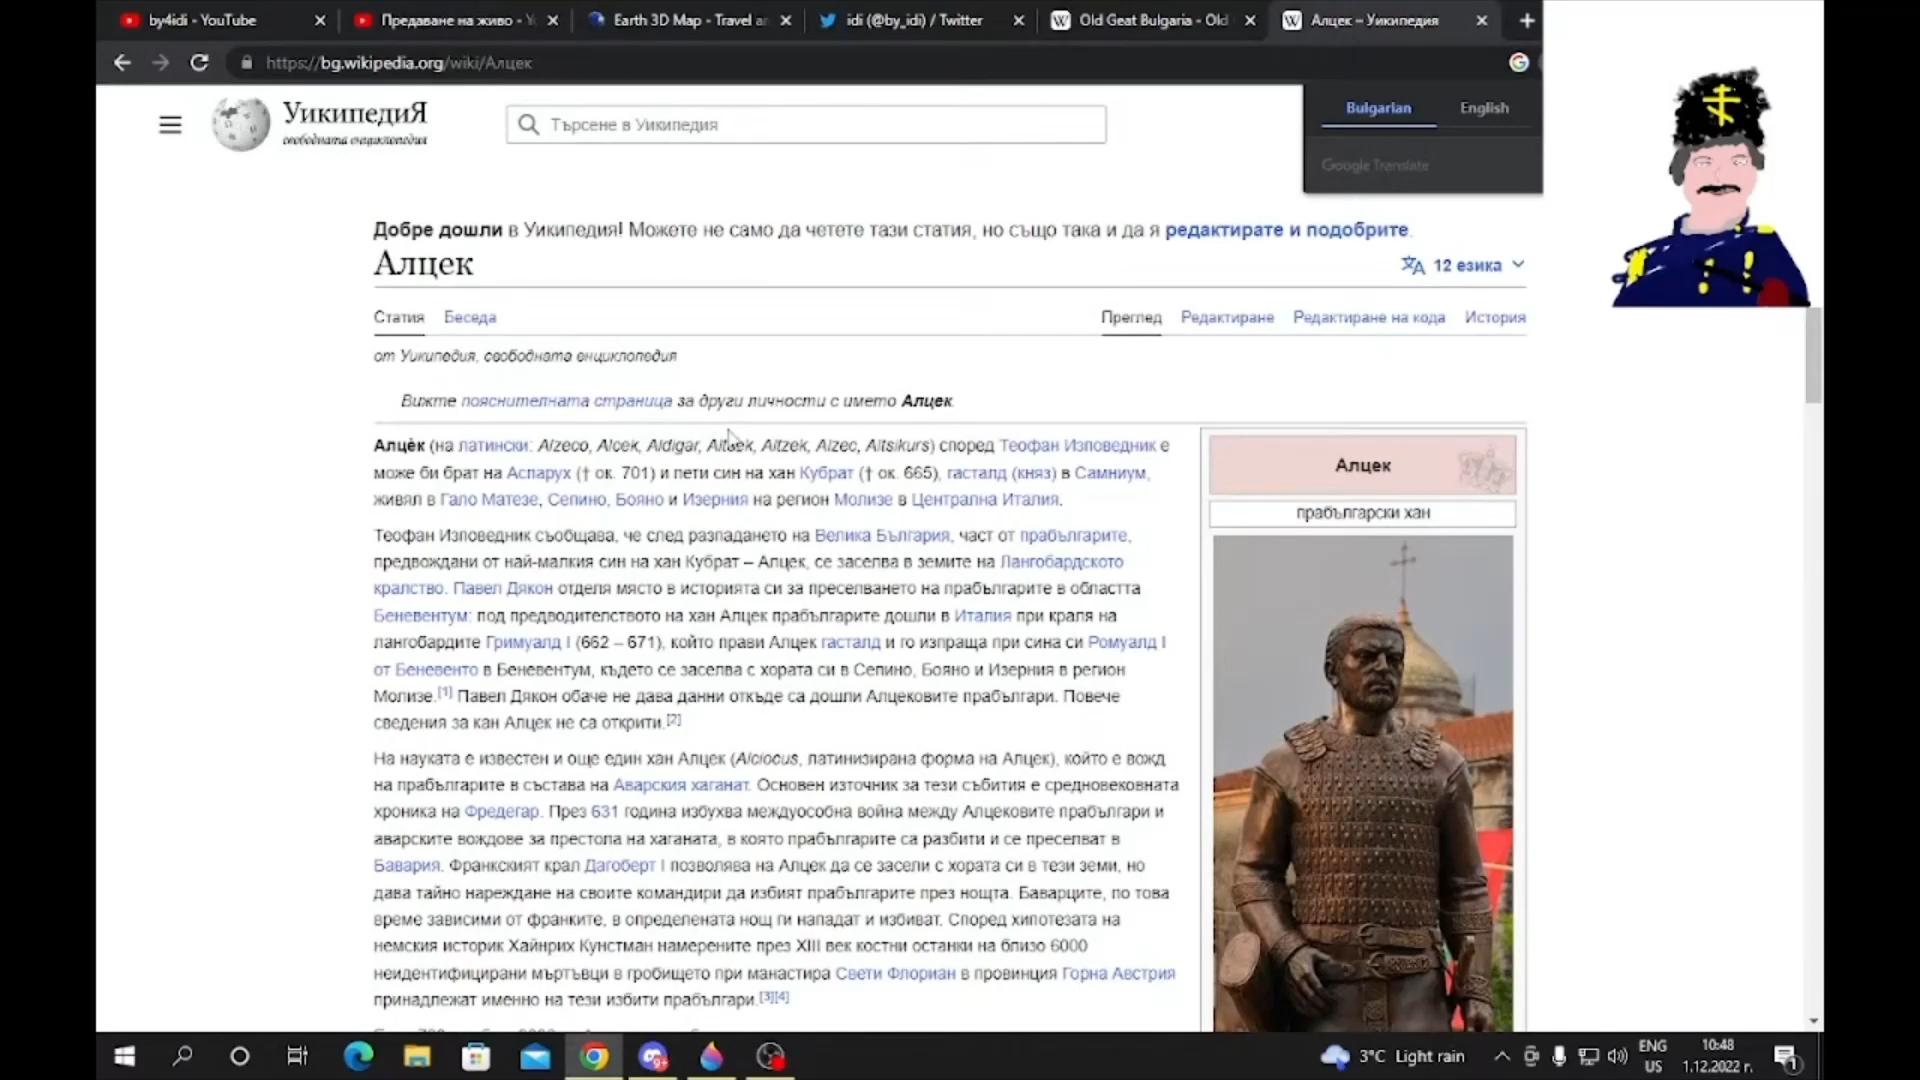 by4idi - YouTube
Предаване на живо - Y
Earth 3D Map - Travel a
idi (@by_idi) / Twitter
Old Geat Bulgaria - Old
Алцек – Уикипедия
https://bg.wikipedia.org/wiki/Алцек
УикипедиЯ
свободната енциклопедия
Търсене в Уикипедия
Bulgarian
English
Google Translate
Добре дошли в Уикипедия! Можете не само да четете тази статия, но също така и да я редактирате и подобрите.
Алцек
12 езика
Статия Беседа
Преглед Редактиране Редактиране на кода История
от Уикипедия, свободната енциклопедия
Вижте пояснителната страница за други личности с името Алцек.
Алцѐк (на латински: Alzeco, Alcek, Aldigar, Altsek, Altzek, Alzec, Altsikurs) според Теофан Изповедник е
може би брат на Аспарух († ок. 701) и пети син на хан Кубрат († ок. 665), гасталд (княз) в Самниум,
живял в Гало Матезе, Сепино, Бояно и Изерния на регион Молизе в Централна Италия.
Теофан Изповедник съобщава, че след разпадането на Велика България, част от прабългарите,
предвождани от най-малкия син на хан Кубрат – Алцек, се заселва в земите на Лангобардското
кралство. Павел Дякон отделя място в историята си за преселването на прабългарите в областта
Беневентум: под предводителството на хан Алцек прабългарите дошли в Италия при краля на
лангобардите Гримуалд I (662 – 671), който прави Алцек гасталд и го изпраща при сина си Ромуалд I
от Беневенто в Беневентум, където се заселва с хората си в Сепино, Бояно и Изерния в регион
Молизе.[1] Павел Дякон обаче не дава данни откъде са дошли Алцековите прабългари. Повече
сведения за кан Алцек не са открити.[2]
На науката е известен и още един хан Алцек (Alciocus, латинизирана форма на Алцек), който е вожд
на прабългарите в състава на Аварския хаганат. Основен източник за тези събития е средновековната
хроника на Фредегар. През 631 година избухва междуособна война между Алцековите прабългари и
аварските вождове за престола на хаганата, в която прабългарите са разбити и се преселват в
Бавария. Франкският крал Дагоберт I позволява на Алцек да се засели с хората си в тези земи, но
дава тайно нареждане на своите командири да избият прабългарите през нощта. Баварците, по това
време зависими от франките, в определената нощ ги нападат и избиват. Според хипотезата на
немския историк Хайнрих Кунстман намерените през XIII век костни останки на близо 6000
неидентифицирани мъртъвци в гробището при манастира Свети Флориан в провинция Горна Австрия
принадлежат именно на тези избити прабългари.[3][4]
Алцек
прабългарски хан
3°C Light rain
ENG
US
10:48
1.12.2022 г.
1